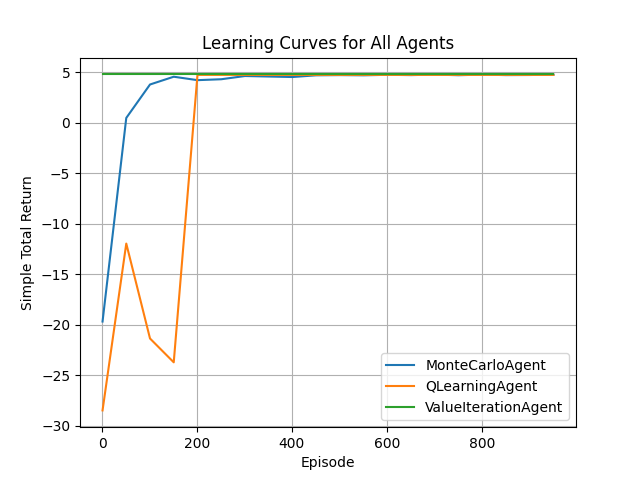 Learning Curves for All Agents
Simple Total Return
5
0
−5
−10
−15
−20
−25
−30
0
200
400
600
800
Episode
MonteCarloAgent
QLearningAgent
ValueIterationAgent